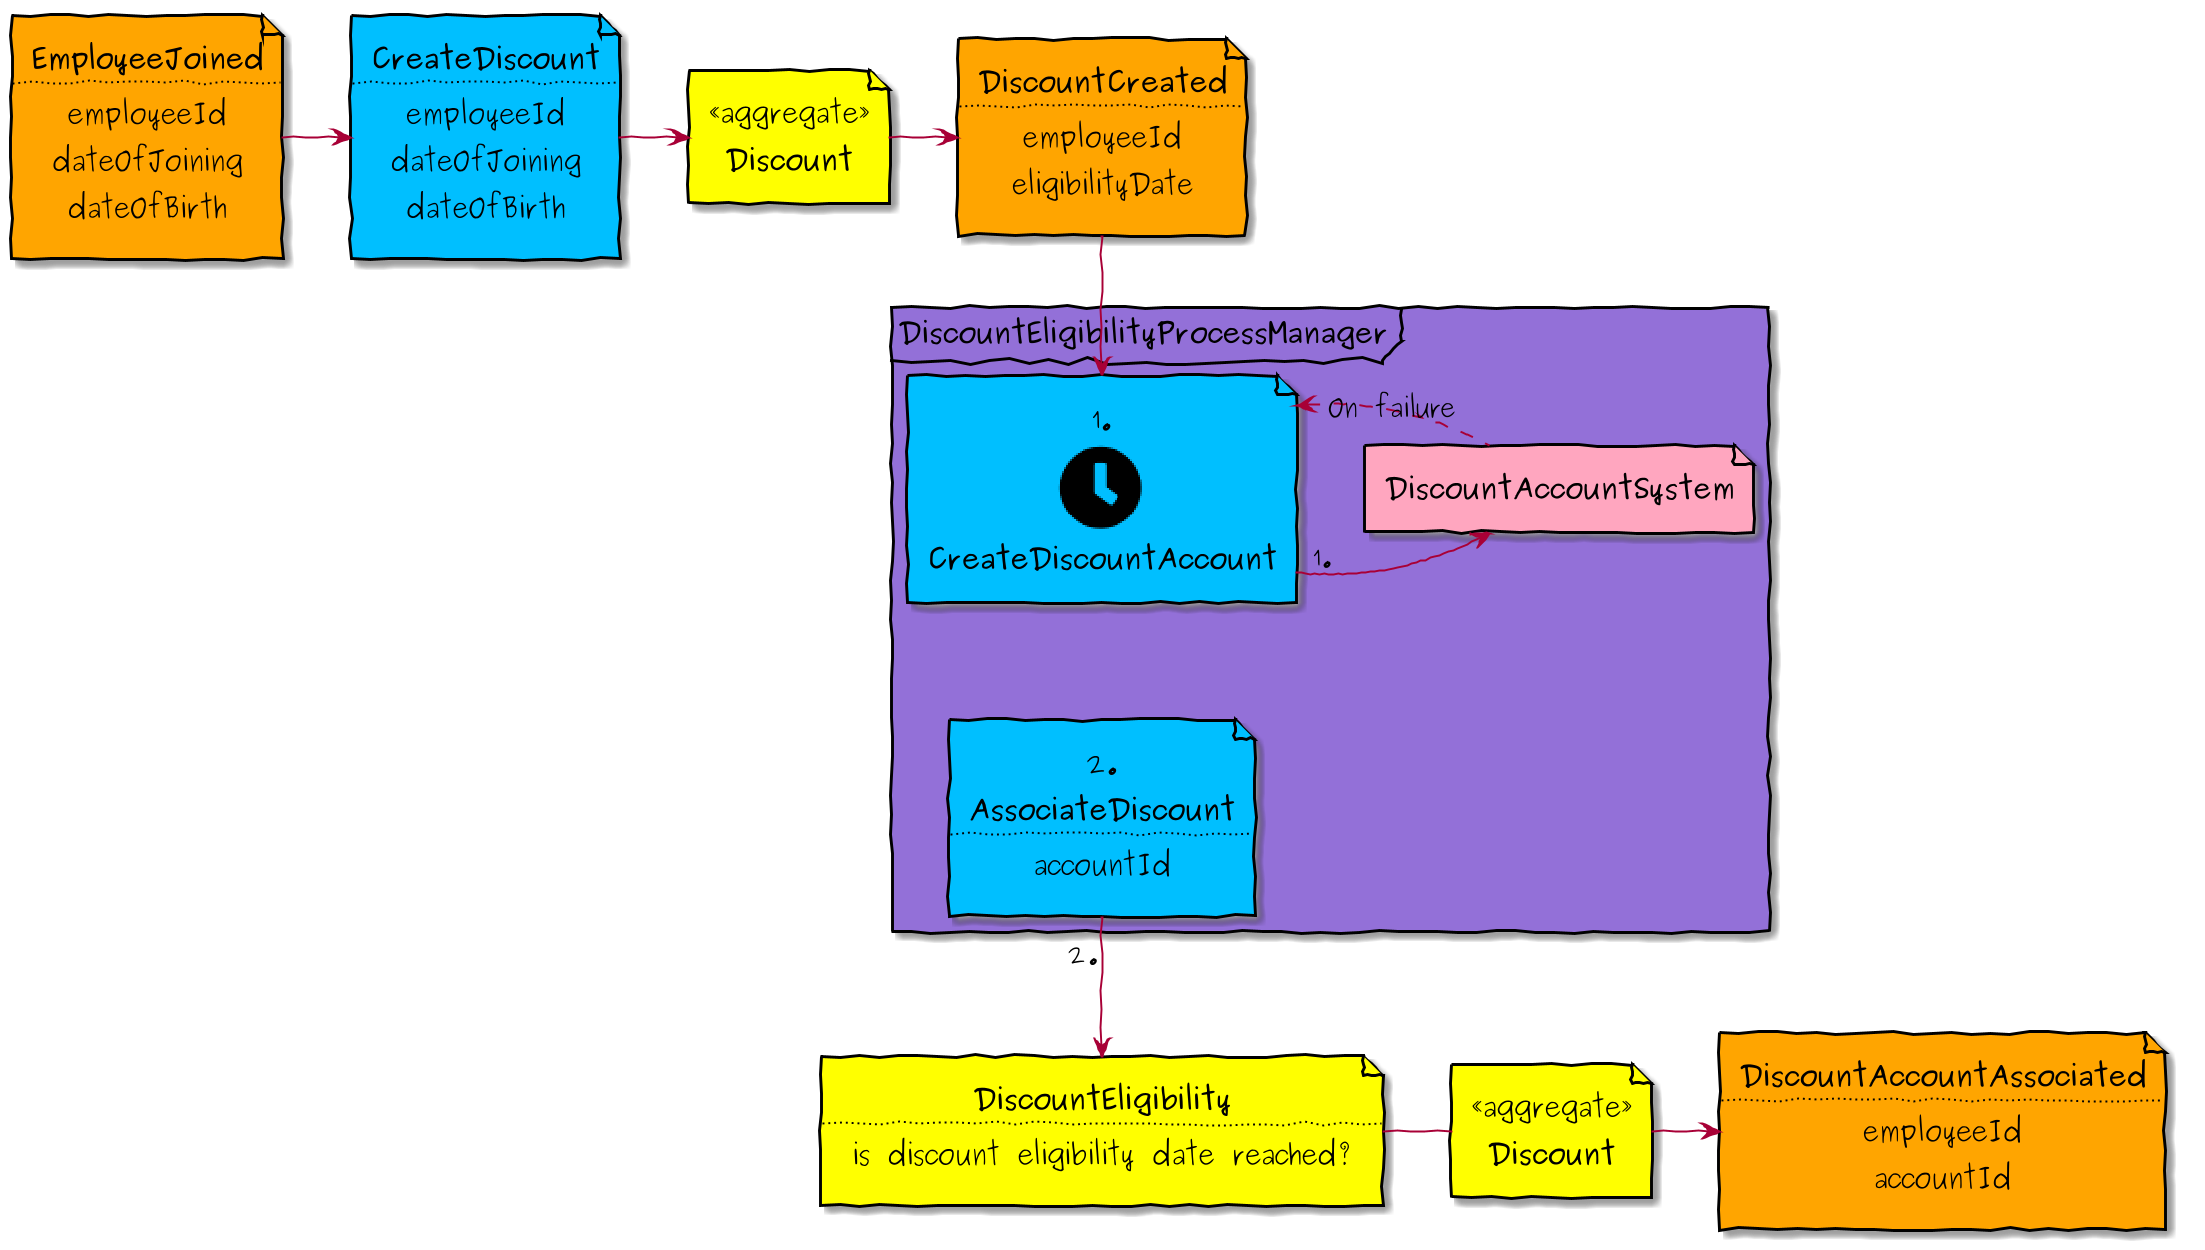 EmployeeJoined
employeeId
dateOfJoining
dateOfBirth
CreateDiscount
employeeId
dateOfJoining
dateOfBirth
«aggregate»
Discount
DiscountCreated
employeeId
eligibilityDate
DiscountEligibilityProcessManager
1.
CreateDiscountAccount
On failure
DiscountAccountSystem
1.
2.
AssociateDiscount
accountId
2.
DiscountEligibility
is discount eligibility date reached?
«aggregate»
Discount
DiscountAccountAssociated
employeeId
accountId